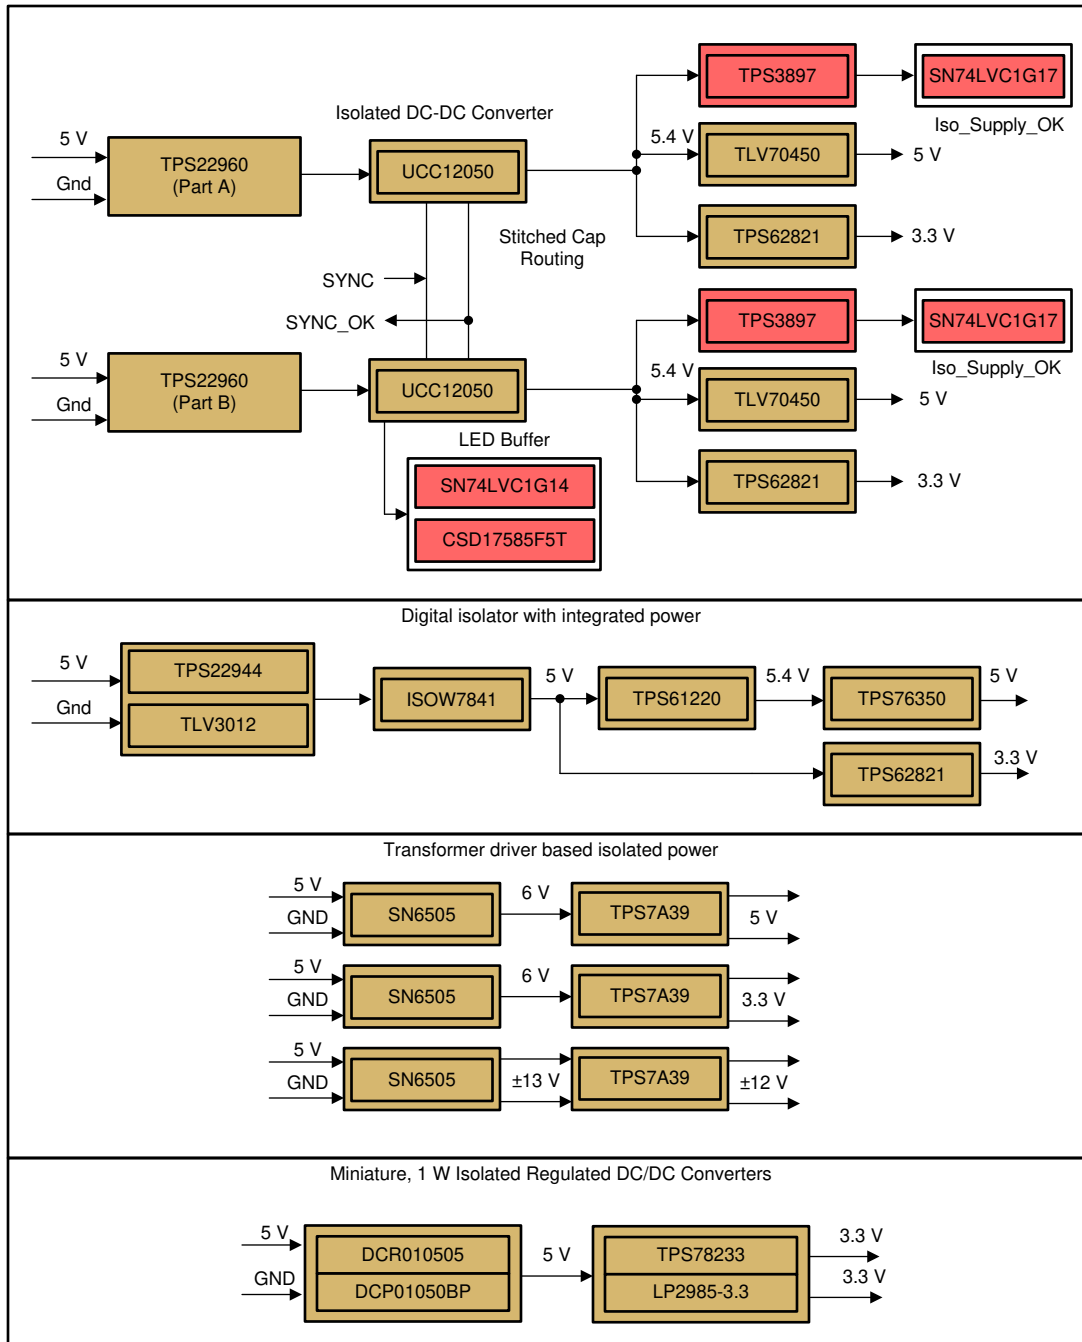 TPS3897
SN74LVC1G17
Isolated DC-DC Converter
Iso_Supply_OK
5 V
TPS22960
(Part A)
Gnd
UCC12050
5.4 V
TLV70450
5 V
Stitched Cap
Routing
TPS62821
3.3 V
SYNC
SYNC_OK
TPS3897
SN74LVC1G17
Iso_Supply_OK
5 V
TPS22960
(Part B)
Gnd
UCC12050
5.4 V
TLV70450
5 V
LED Buffer
SN74LVC1G14
CSD17585F5T
TPS62821
3.3 V
Digital isolator with integrated power
5 V
Gnd
TPS22944
TLV3012
ISOW7841
5 V
TPS61220
5.4 V
TPS76350
5 V
TPS62821
3.3 V
Transformer driver based isolated power
5 V
GND
SN6505
6 V
TPS7A39
5 V
5 V
GND
SN6505
6 V
TPS7A39
3.3 V
5 V
GND
SN6505
±13 V
TPS7A39
±12 V
Miniature, 1 W Isolated Regulated DC/DC Converters
5 V
GND
DCR010505
DCP01050BP
5 V
TPS78233
LP2985-3.3
3.3 V
3.3 V